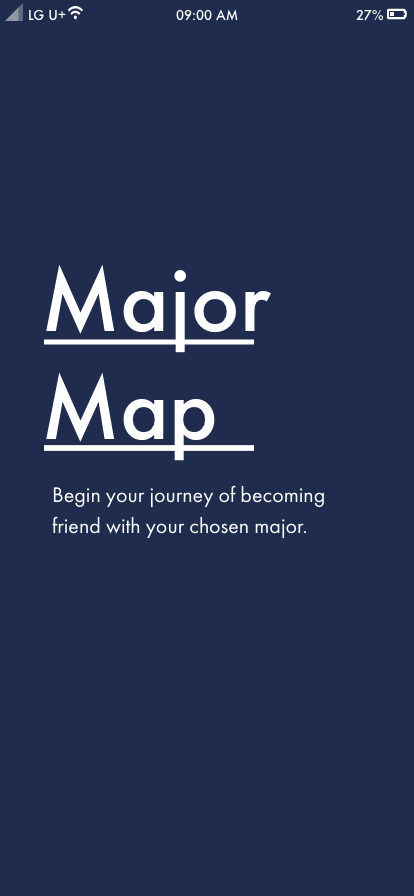 LG U+ 09:00 AM 27%
Major
Map
Begin your journey of becoming
friend with your chosen major.